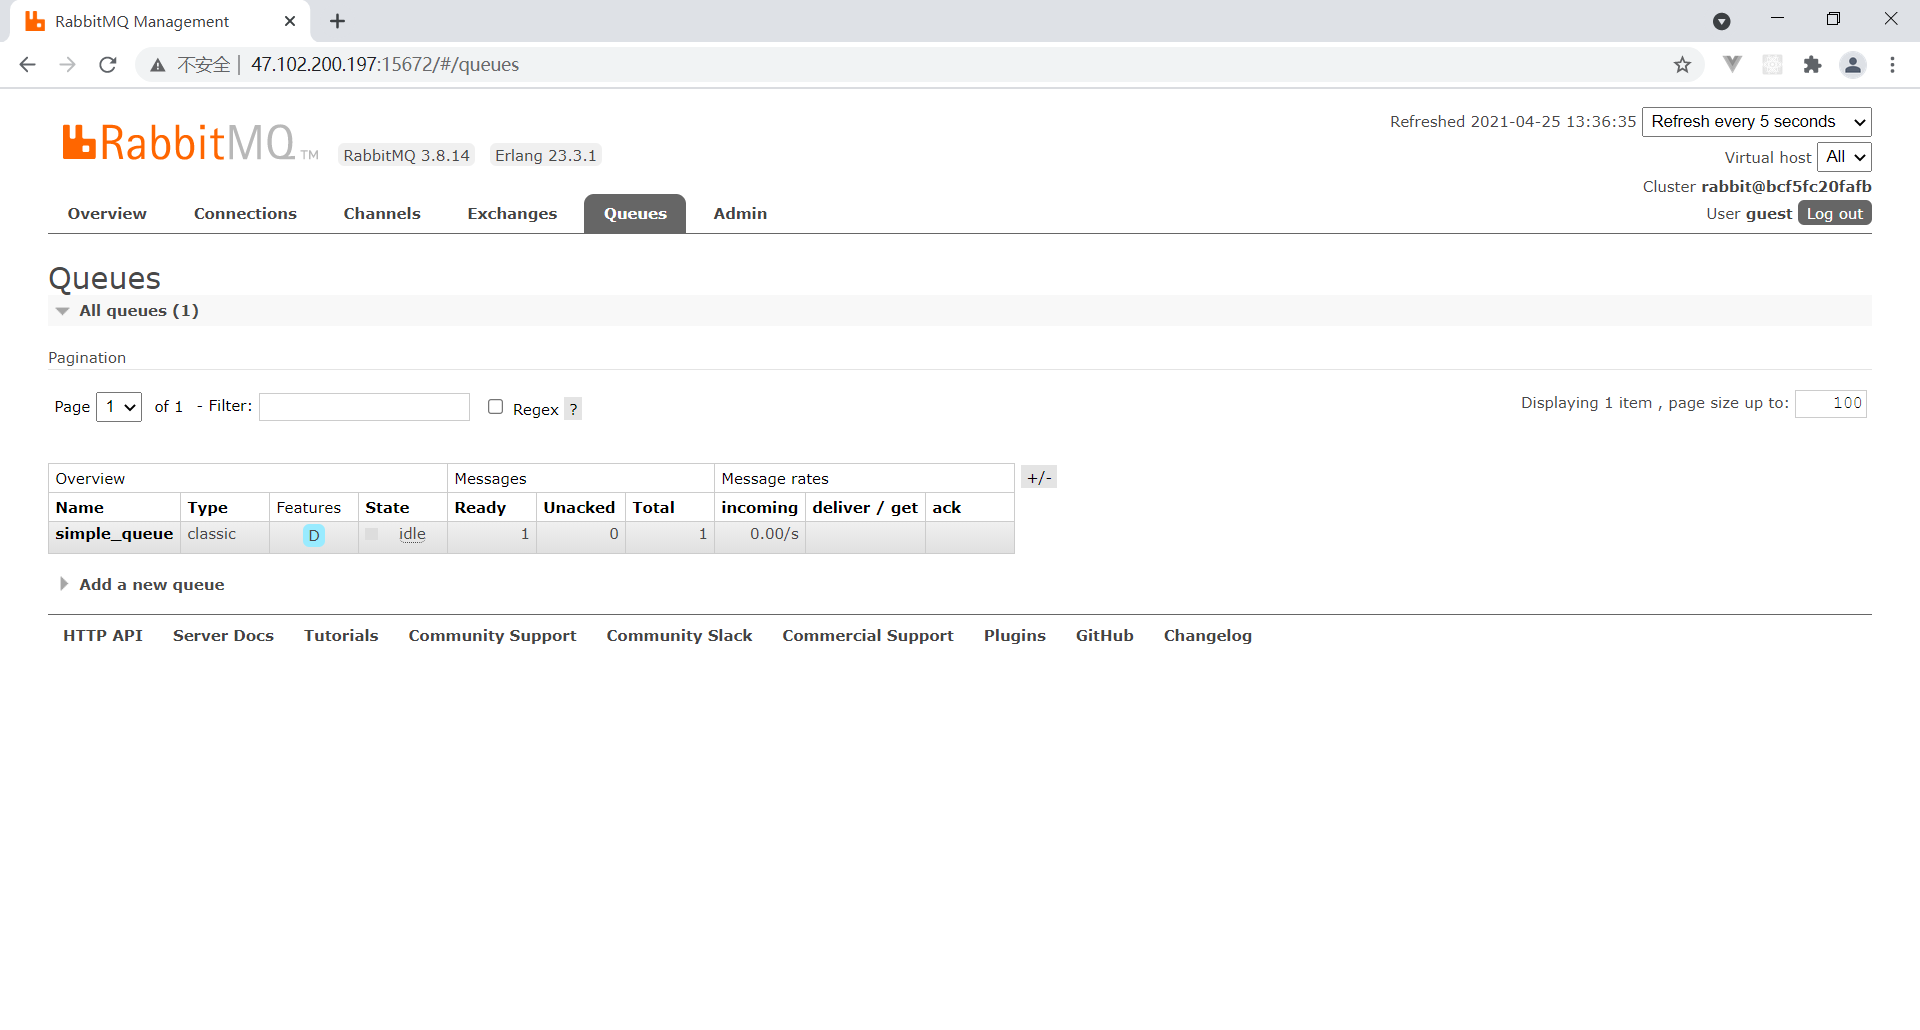 RabbitMQ Management
不安全 | 47.102.200.197:15672/#/queues
RabbitMQ TM RabbitMQ 3.8.14 Erlang 23.3.1
Refreshed 2021-04-25 13:36:35 Refresh every 5 seconds
Virtual host All
Cluster rabbit@bcf5fc20fafb
User guest Log out
Overview Connections Channels Exchanges Queues Admin
Queues
All queues (1)
Pagination
Page 1 of 1 - Filter: Regex ? Displaying 1 item , page size up to: 100
Overview Messages Message rates +/-
Name Type Features State Ready Unacked Total incoming deliver / get ack
simple_queue classic D idle 1 0 1 0.00/s
Add a new queue
HTTP API Server Docs Tutorials Community Support Community Slack Commercial Support Plugins GitHub Changelog